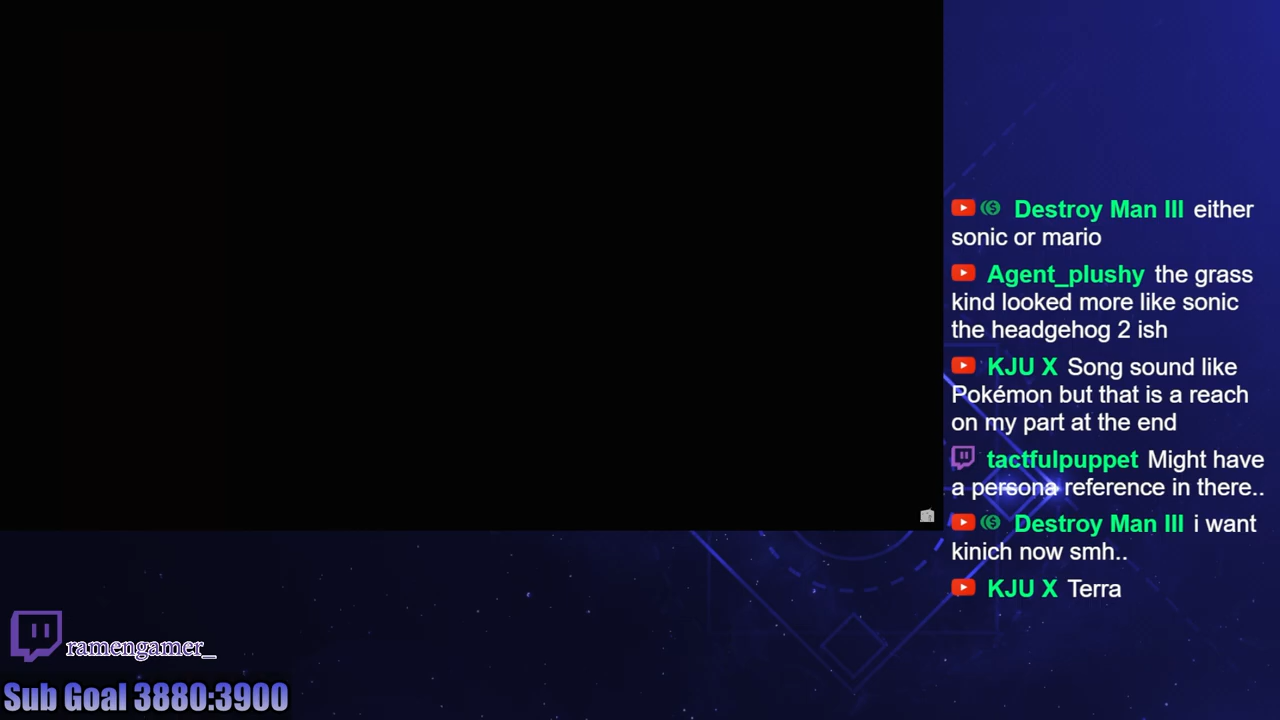 Destroy Man III either
sonic or mario
Agent_plushy the grass
kind looked more like sonic
the headgehog 2 ish
KJU X Song sound like
Pokémon but that is a reach
on my part at the end
tactfulpuppet Might have
a persona reference in there..
Destroy Man III i want
kinich now smh..
KJU X Terra
ramengamer_
Sub Goal 3880:3900